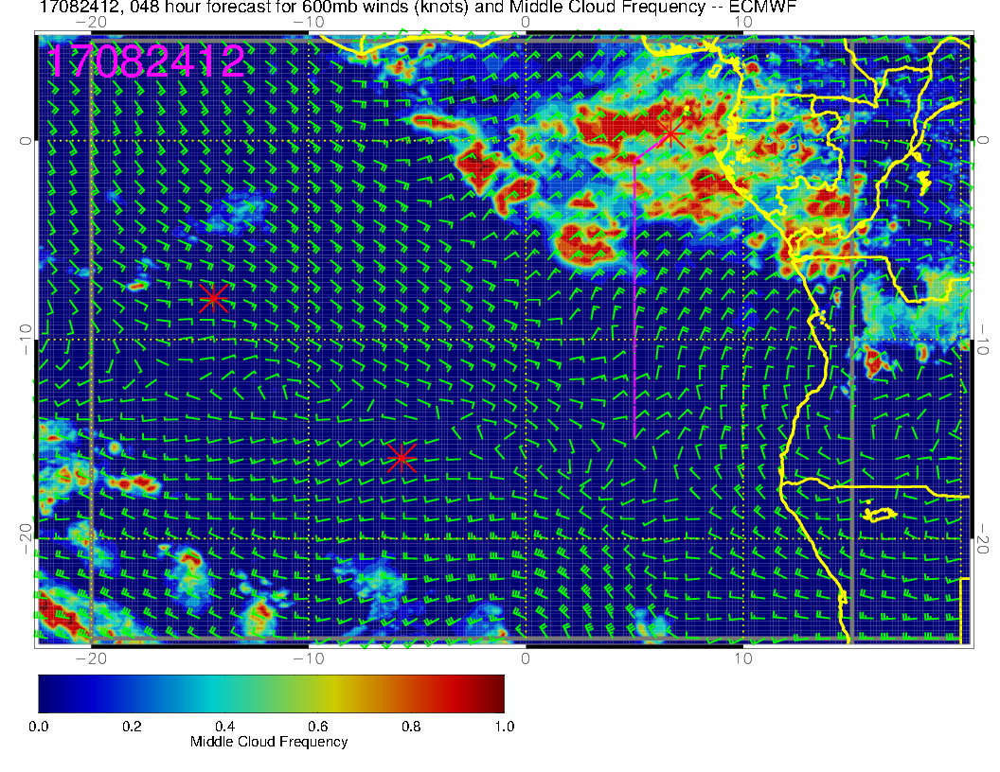 17082412, 048 hour forecast for 600mb winds (knots) and Middle Cloud Frequency -- ECMWF
−20 −10 0 10
17082412
0 0
−10 −10
−20 −20
−20 −10 0 10
0.0 0.2 0.4 0.6 0.8 1.0
Middle Cloud Frequency